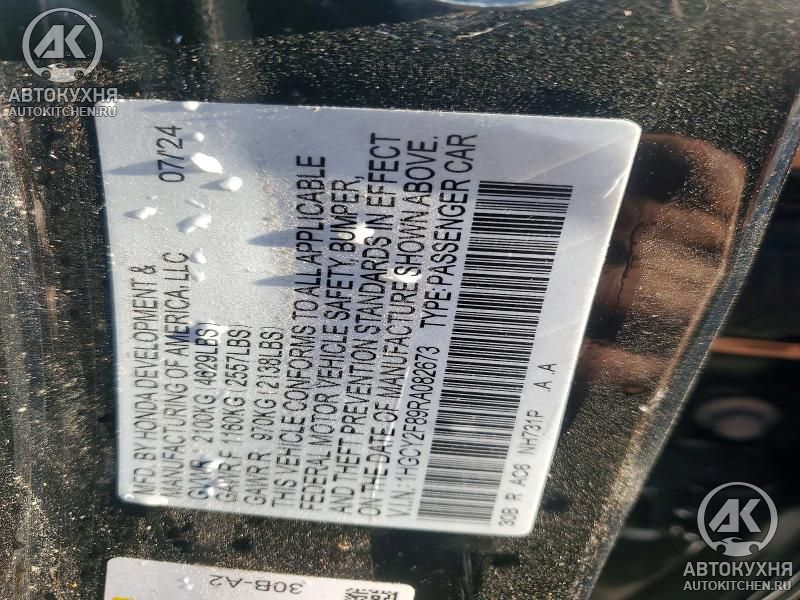 AK
АВТОКУХНЯ
AUTOKITCHEN.RU
MFD. BY HONDA DEVELOPMENT &
MANUFACTURING OF AMERICA, LLC 07/24
GVWR 2100KG (4629LBS)
GAWR F 1160KG (2557LBS)
GAWR R 970KG (2138LBS)
THIS VEHICLE CONFORMS TO ALL APPLICABLE
FEDERAL MOTOR VEHICLE SAFETY, BUMPER,
AND THEFT PREVENTION STANDARDS IN EFFECT
ON THE DATE OF MANUFACTURE SHOWN ABOVE.
V.I.N.: 1HGCY2F89RA082673 TYPE: PASSENGER CAR
30B R AC8 NH731P A A
30B-A2
AK
АВТОКУХНЯ
AUTOKITCHEN.RU